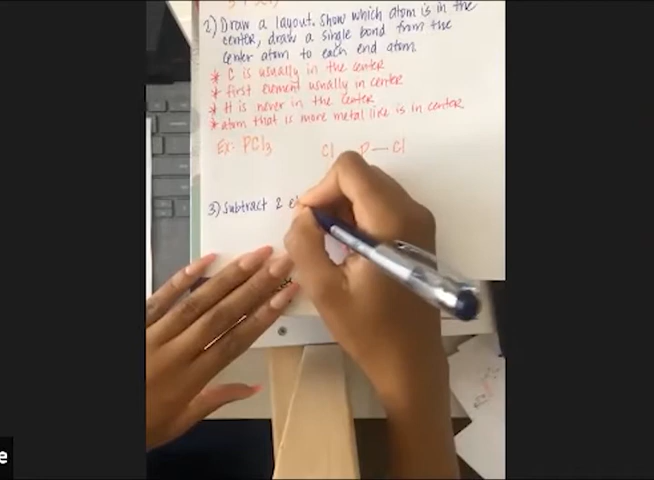 2) Draw a layout. Show which atom is in the
center, draw a single bond from the
center atom to each end atom.
* C is usually in the center
* first element usually in center
* H is never in the center
* atom that is more metal like is in center
Ex: PCl3
Cl P — Cl
3) Subtract 2 el
e